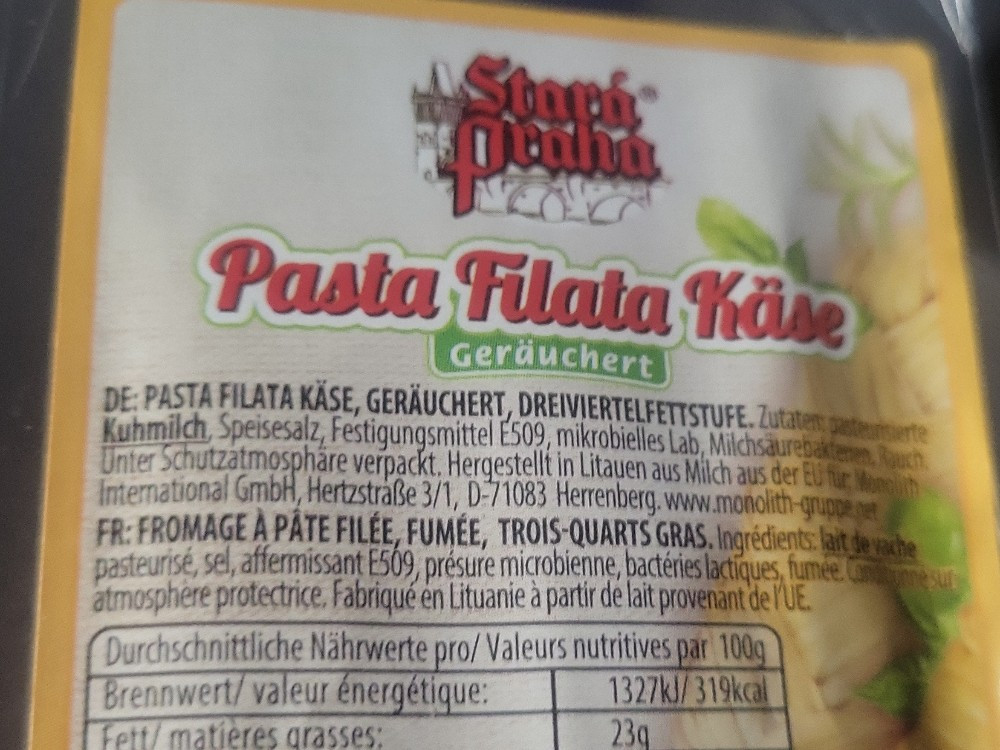 Stará®
Praha
Pasta Filata Käse
Geräuchert
DE: PASTA FILATA KÄSE, GERÄUCHERT, DREIVIERTELFETTSTUFE. Zutaten: pasteurisierte
Kuhmilch, Speisesalz, Festigungsmittel E509, mikrobielles Lab, Milchsäurebakterien, Rauch.
Unter Schutzatmosphäre verpackt. Hergestellt in Litauen aus Milch aus der EU für Monolith
International GmbH, Hertzstraße 3/1, D-71083 Herrenberg. www.monolith-gruppe.net
FR: FROMAGE À PÂTE FILÉE, FUMÉE, TROIS-QUARTS GRAS. Ingrédients: lait de vache
pasteurisé, sel, affermissant E509, présure microbienne, bactéries lactiques, fumée. sur
atmosphère protectrice. Fabriqué en Lituanie à partir de lait provenant de l'UE.
Durchschnittliche Nährwerte pro/ Valeurs nutritives par 100g
Brennwert/ valeur énergétique: 1327kJ/ 319kcal
Fett/ matières grasses: 23g